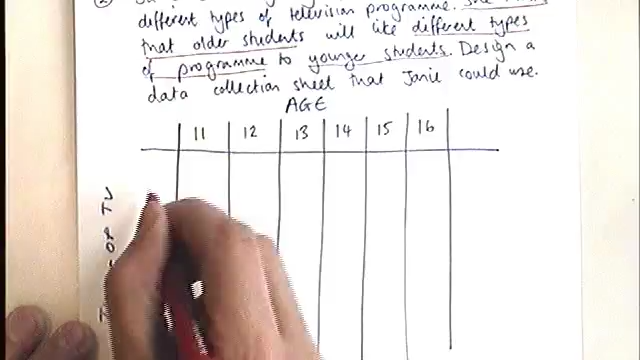 different types of television programme. She thinks
that older students will like different types
of programme to younger students. Design a
data collection sheet that Janie could use.
AGE
11 12 13 14 15 16